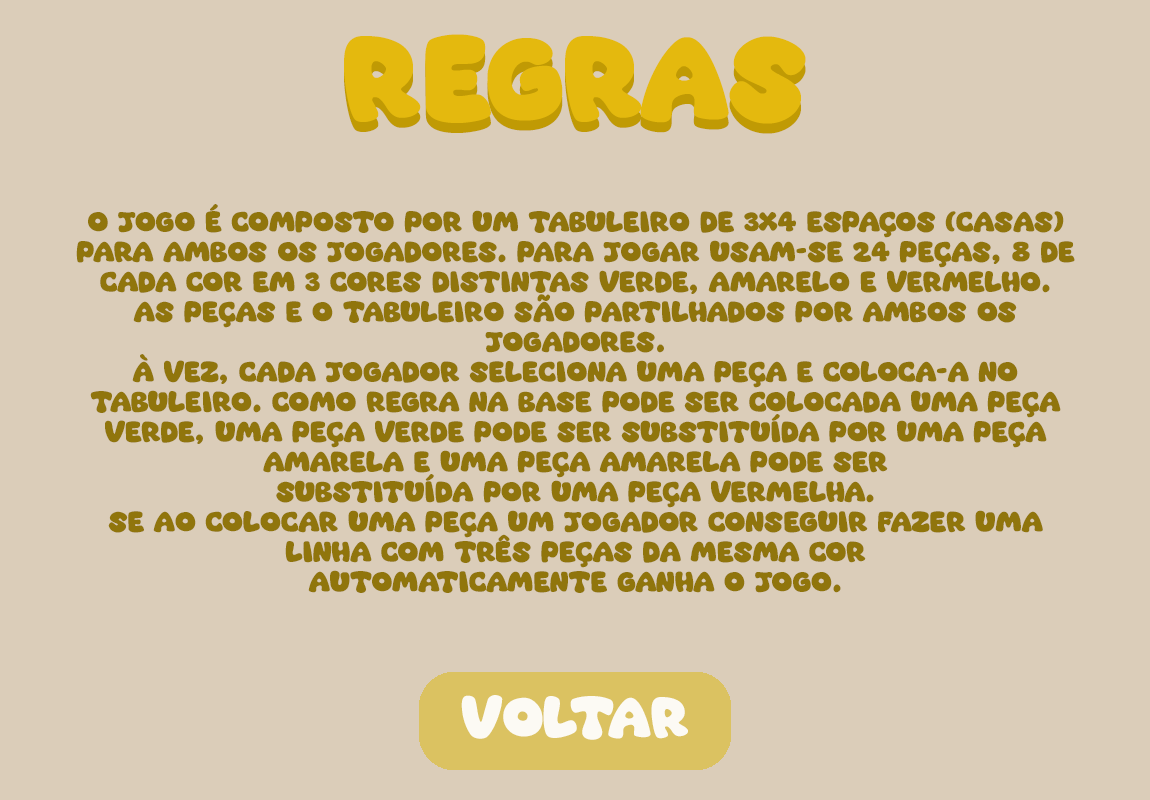 REGRAS
O JOGO É COMPOSTO POR UM TABULEIRO DE 3X4 ESPAÇOS (CASAS)
PARA AMBOS OS JOGADORES. PARA JOGAR USAM-SE 24 PEÇAS, 8 DE
CADA COR EM 3 CORES DISTINTAS VERDE, AMARELO E VERMELHO.
AS PEÇAS E O TABULEIRO SÃO PARTILHADOS POR AMBOS OS
JOGADORES.
À VEZ, CADA JOGADOR SELECIONA UMA PEÇA E COLOCA-A NO
TABULEIRO. COMO REGRA NA BASE PODE SER COLOCADA UMA PEÇA
VERDE, UMA PEÇA VERDE PODE SER SUBSTITUÍDA POR UMA PEÇA
AMARELA E UMA PEÇA AMARELA PODE SER
SUBSTITUÍDA POR UMA PEÇA VERMELHA.
SE AO COLOCAR UMA PEÇA UM JOGADOR CONSEGUIR FAZER UMA
LINHA COM TRÊS PEÇAS DA MESMA COR
AUTOMATICAMENTE GANHA O JOGO.
VOLTAR